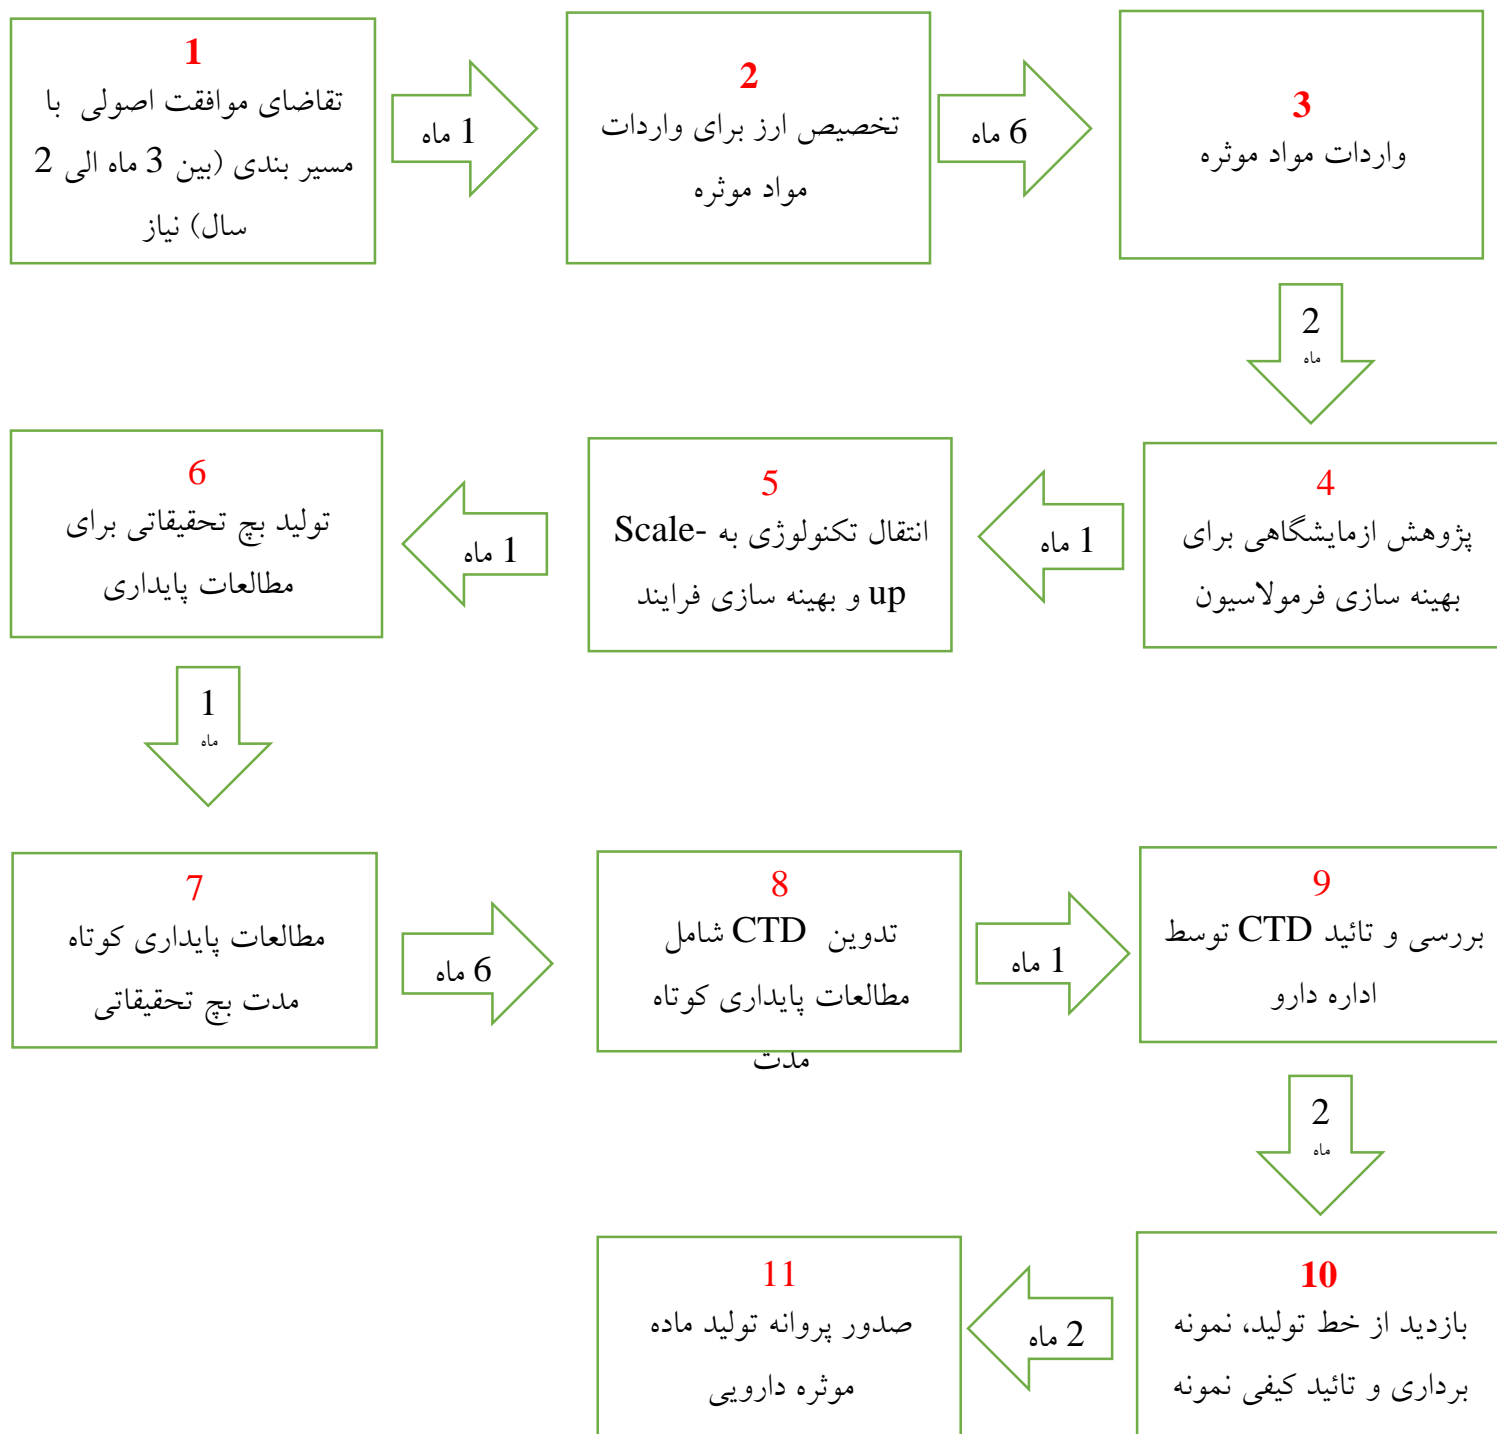 1
تقاضای موافقت اصولی با
مسیر بندی (بین 3 ماه الی 2
سال) نیاز
1 ماه
2
تخصیص ارز برای واردات
مواد موثره
6 ماه
3
واردات مواد موثره
2
ماه
4
پژوهش ازمایشگاهی برای
بهینه سازی فرمولاسیون
1 ماه
5
انتقال تکنولوژی به Scale-
up و بهینه سازی فرایند
1 ماه
6
تولید بچ تحقیقاتی برای
مطالعات پایداری
1
ماه
7
مطالعات پایداری کوتاه
مدت بچ تحقیقاتی
6 ماه
8
تدوین CTD شامل
مطالعات پایداری کوتاه
مدت
1 ماه
9
بررسی و تائید CTD توسط
اداره دارو
2
ماه
10
بازدید از خط تولید، نمونه
برداری و تائید کیفی نمونه
2 ماه
11
صدور پروانه تولید ماده
موثره دارویی